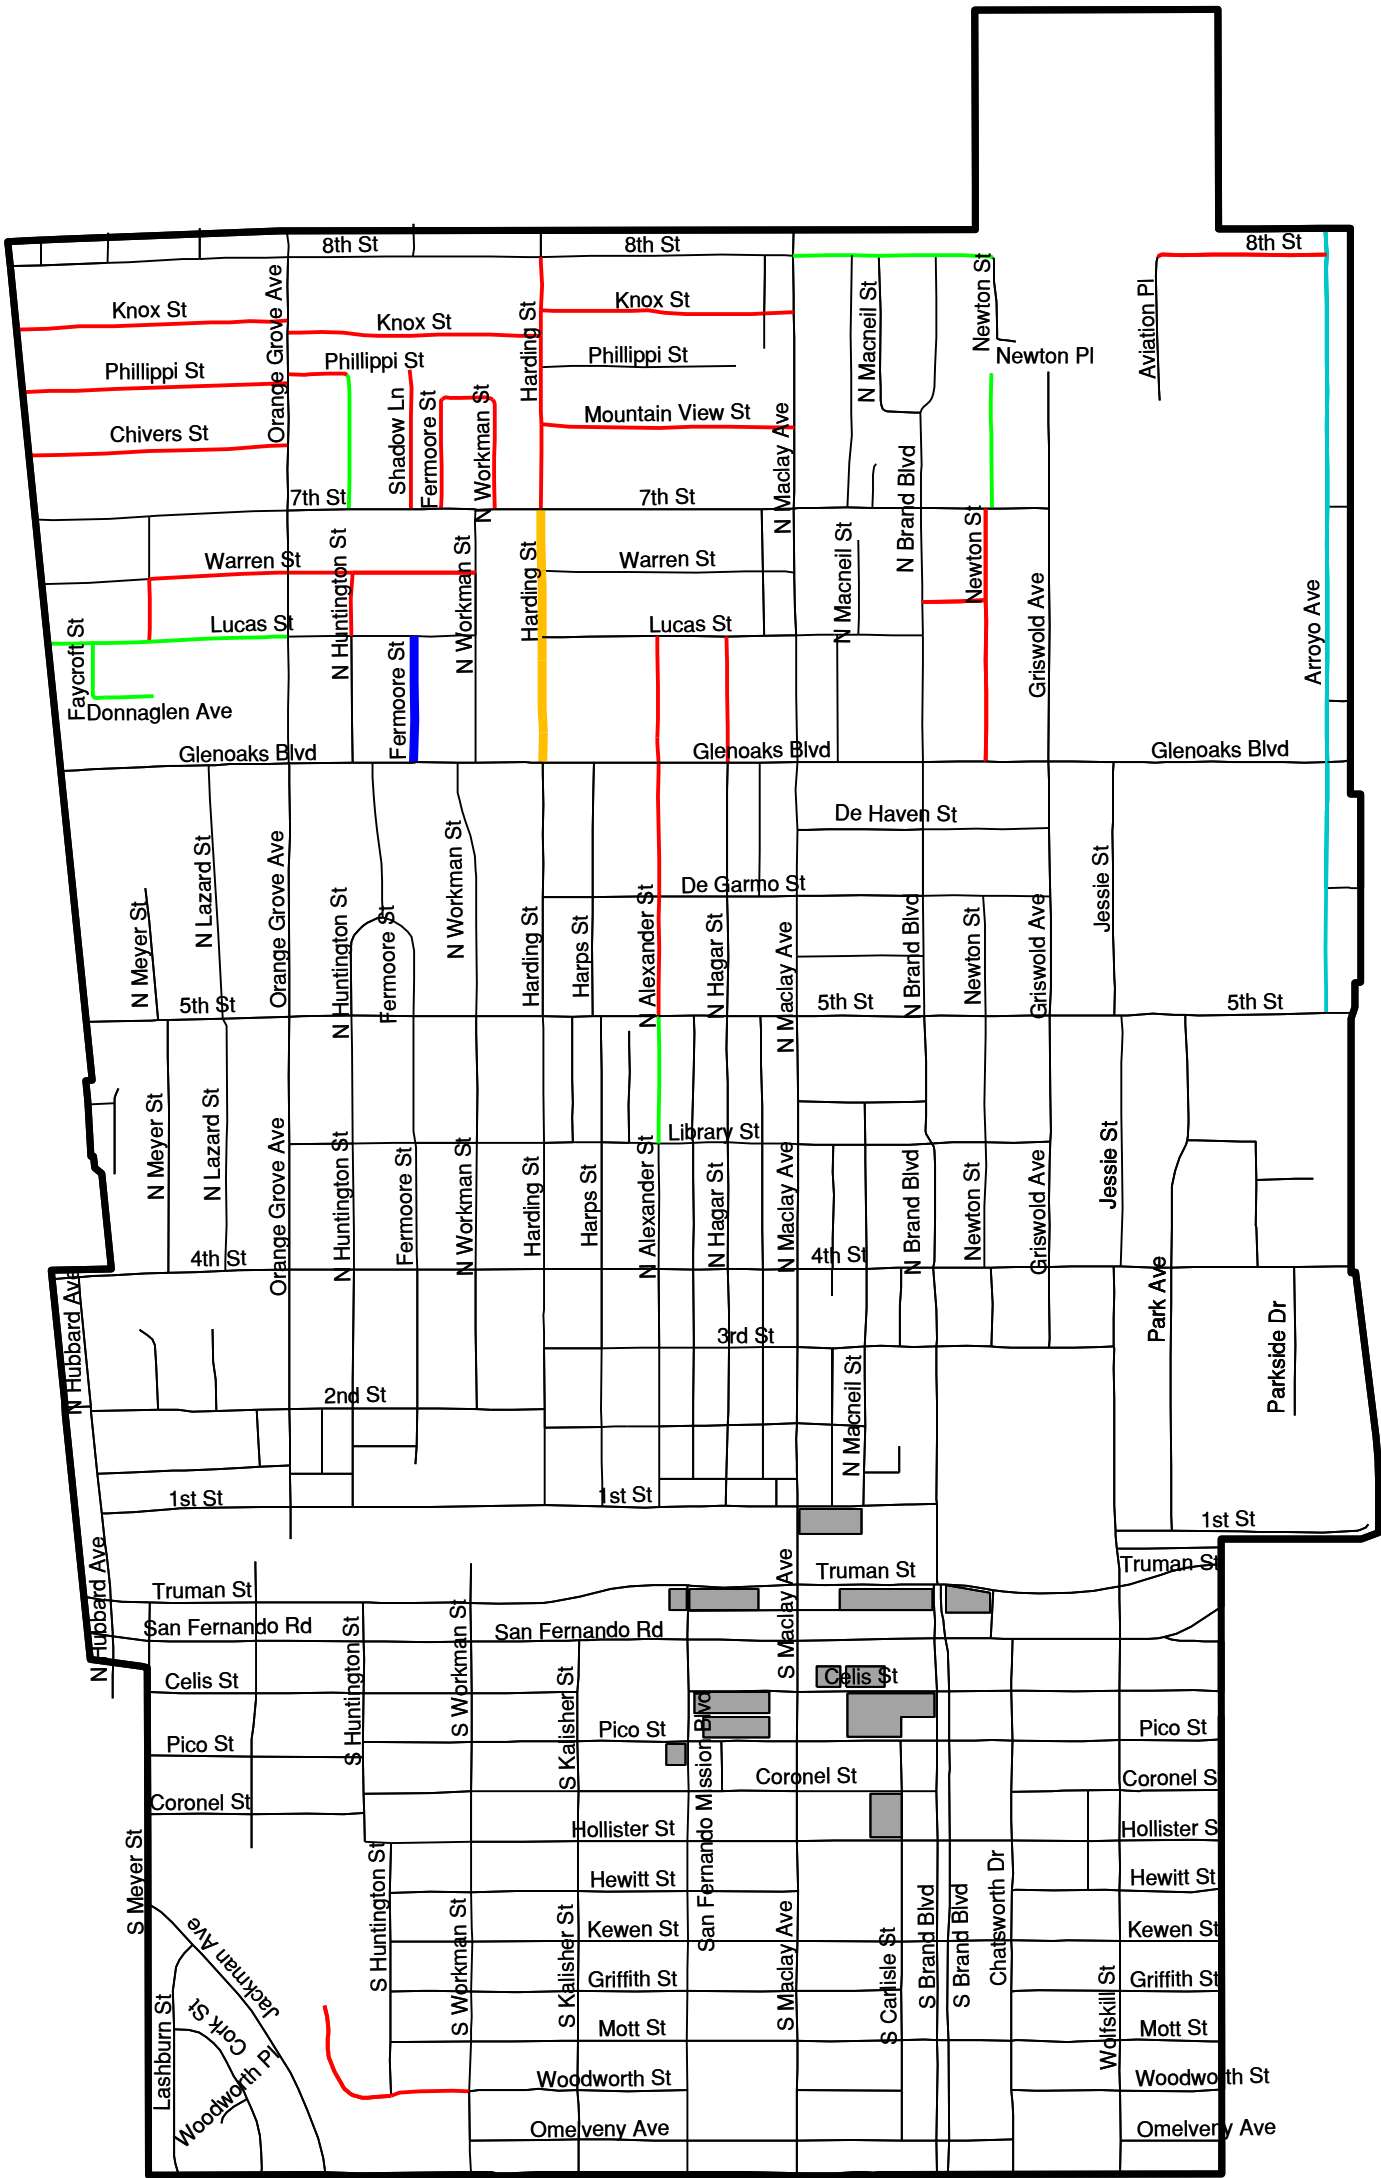 8th St
8th St
8th St
Knox St
Orange Grove Ave
Knox St
Harding St
Knox St
N Macneil St
Newton St
Aviation Pl
Newton Pl
Phillippi St
Phillippi St
Phillippi St
Chivers St
Shadow Ln
Fermoore St
N Workman St
Mountain View St
N Maclay Ave
N Brand Blvd
7th St
7th St
Warren St
N Huntington St
N Workman St
Harding St
Warren St
N Macneil St
Newton St
Griswold Ave
Arroyo Ave
Faycroft St
Lucas St
Lucas St
Fermoore St
Donnaglen Ave
Glenoaks Blvd
Glenoaks Blvd
Glenoaks Blvd
De Haven St
N Meyer St
N Lazard St
Orange Grove Ave
N Huntington St
Fermoore St
N Workman St
Harding St
Harps St
N Alexander St
De Garmo St
N Hagar St
N Maclay Ave
N Brand Blvd
Newton St
Griswold Ave
Jessie St
5th St
5th St
5th St
N Meyer St
N Lazard St
Orange Grove Ave
N Huntington St
Fermoore St
N Workman St
Harding St
Harps St
N Alexander St
Library St
N Hagar St
N Maclay Ave
N Brand Blvd
Newton St
Griswold Ave
Jessie St
4th St
4th St
N Hubbard Ave
3rd St
Park Ave
Parkside Dr
2nd St
N Macneil St
1st St
1st St
1st St
N Hubbard Ave
Truman St
Truman St
Truman St
S Maclay Ave
San Fernando Rd
San Fernando Rd
S Huntington St
S Workman St
S Kalisher St
Celis St
Celis St
Pico St
Pico St
Pico St
San Fernando Mission Blvd
Coronel St
Coronel St
Coronel S
S Meyer St
Hollister St
Hollister S
S Huntington St
S Workman St
S Kalisher St
Hewitt St
Hewitt St
S Maclay Ave
S Carlisle St
S Brand Blvd
S Brand Blvd
Chatsworth Dr
Kewen St
Kewen St
Jackman Ave
Griffith St
Griffith St
Wolfskill St
Lashburn St
Cork St
Mott St
Mott St
Woodworth Pl
Woodworth St
Woodworth St
Omelveny Ave
Omelveny Ave